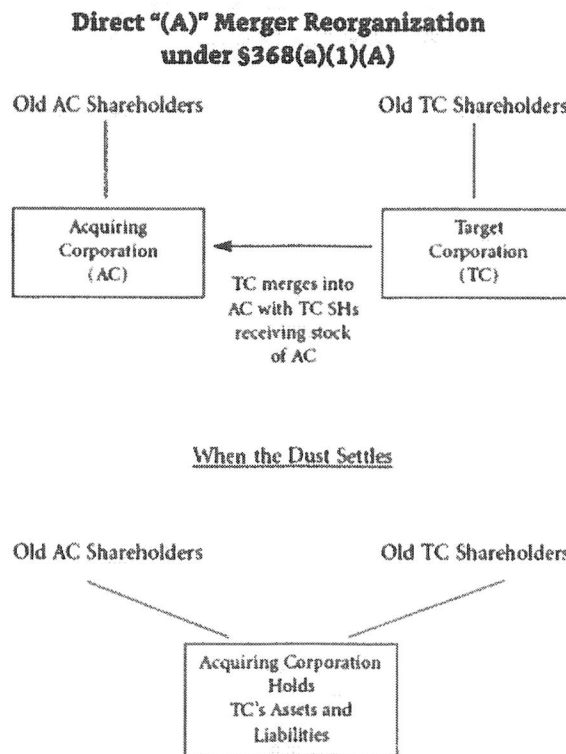 Direct "(A)" Merger Reorganization
under §368(a)(1)(A)
Old AC Shareholders
Old TC Shareholders
Acquiring
Corporation
(AC)
Target
Corporation
(TC)
TC merges into
AC with TC SHs
receiving stock
of AC
When the Dust Settles
Old AC Shareholders
Old TC Shareholders
Acquiring Corporation
Holds
TC's Assets and
Liabilities